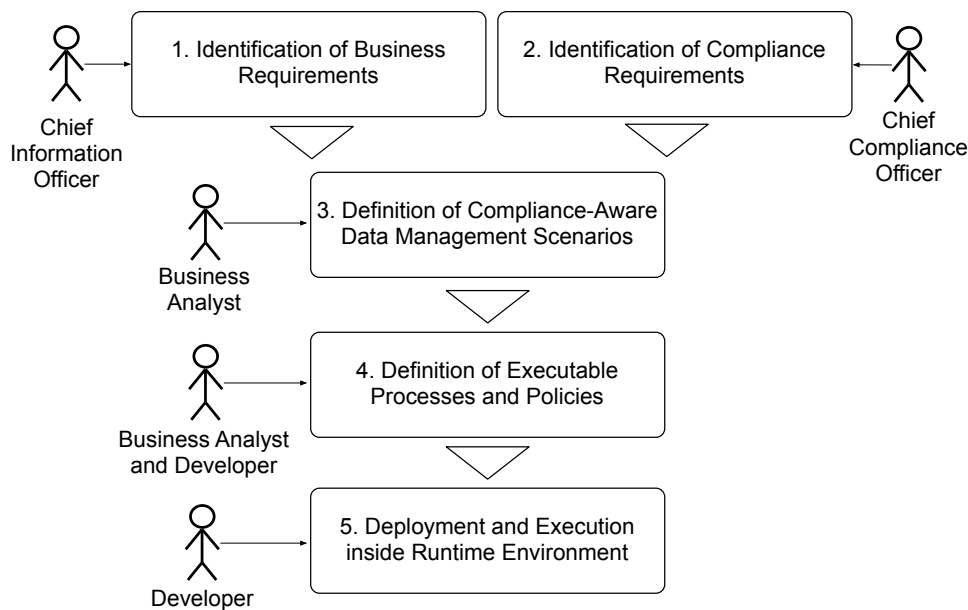 1. Identification of Business
Requirements
2. Identification of Compliance
Requirements
Chief
Information
Officer
Chief
Compliance
Officer
3. Definition of Compliance-Aware
Data Management Scenarios
Business
Analyst
4. Definition of Executable
Processes and Policies
Business Analyst
and Developer
5. Deployment and Execution
inside Runtime Environment
Developer